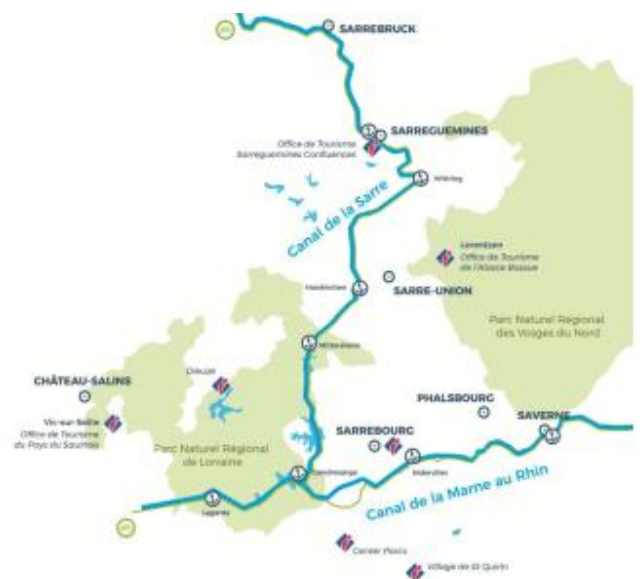 SARREBRUCK
SARREGUEMINES
Office de Tourisme
Sarreguemines Confluences
Wittring
Canal de la Sarre
Lorentzen
Office de Tourisme
de l'Alsace Bossue
SARRE-UNION
Harskirchen
Parc Naturel Régional
des Vosges du Nord
Mittersheim
CHÂTEAU-SALINS
Dieuze
Vic-sur-Seille
Office de Tourisme
du Pays du Saulnois
Parc Naturel Régional
de Lorraine
PHALSBOURG
SAVERNE
SARREBOURG
Niderviller
Gondrexange
Lagarde
Canal de la Marne au Rhin
Center Parcs
Village de St Quirin